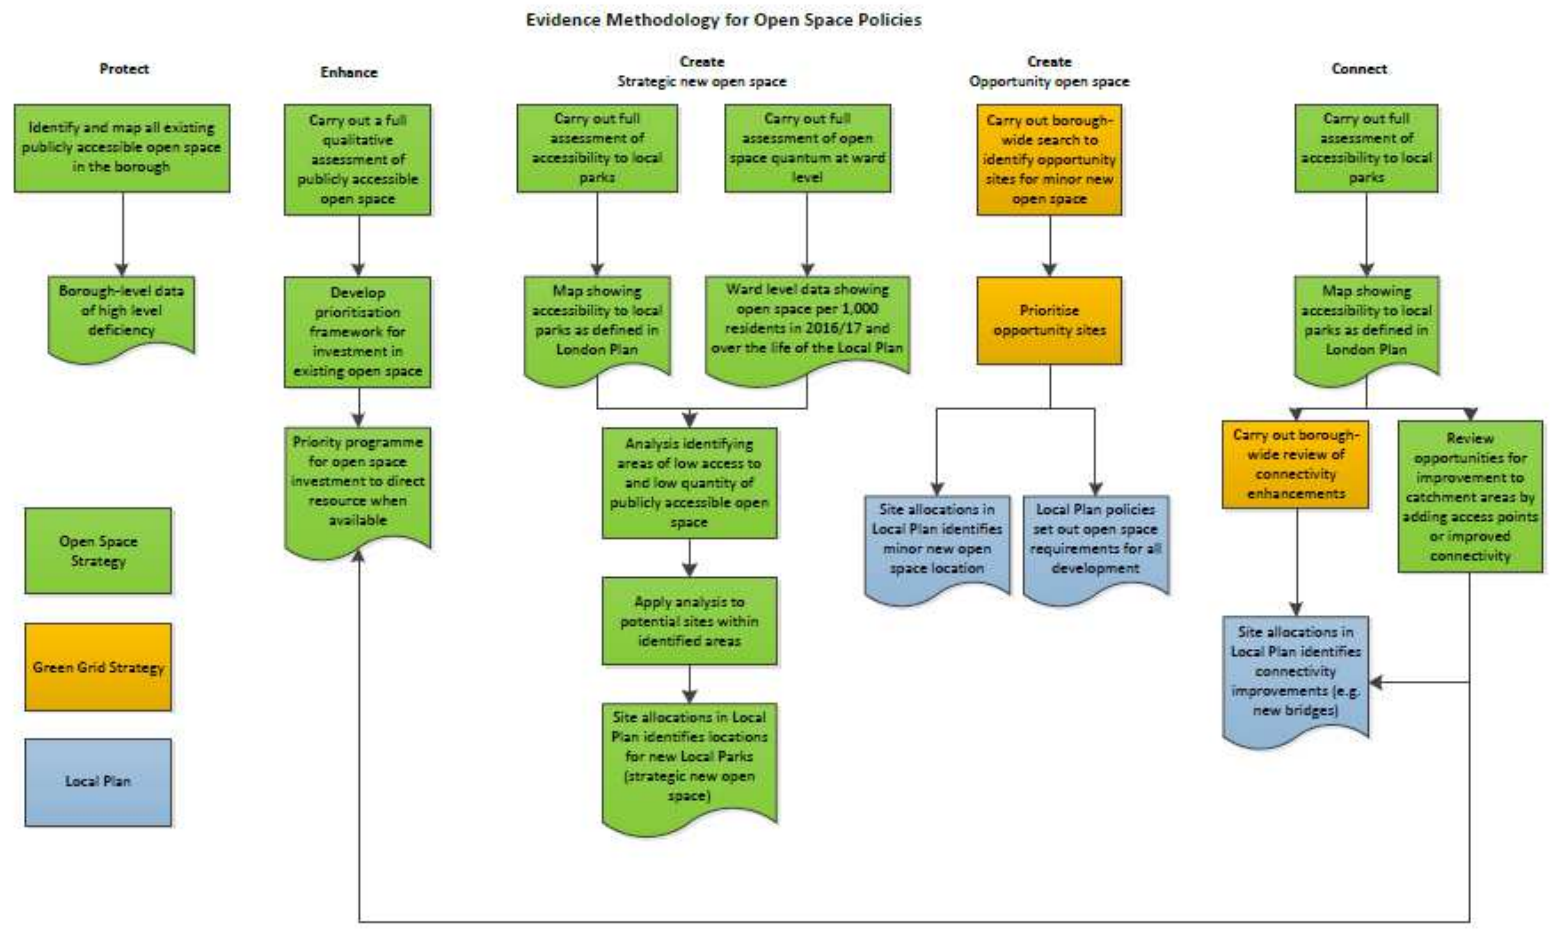 Evidence Methodology for Open Space Policies
Protect
Identify and map all existing
publicly accessible open space
in the borough
Borough-level data
of high level
deficiency
Enhance
Carry out a full
qualitative
assessment of
publicly accessible
open space
Develop
prioritisation
framework for
investment in
existing open space
Priority programme
for open space
investment to direct
resource when
available
Create
Strategic new open space
Carry out full
assessment of
accessibility to local
parks
Carry out full
assessment of open
space quantum at ward
level
Map showing
accessibility to local
parks as defined in
London Plan
Ward level data showing
open space per 1,000
residents in 2016/17 and
over the life of the Local Plan
Analysis identifying
areas of low access to
and low quantity of
publicly accessible open
space
Apply analysis to
potential sites within
identified areas
Site allocations in Local
Plan identifies locations
for new Local Parks
(strategic new open
space)
Create
Opportunity open space
Carry out borough-
wide search to
identify opportunity
sites for minor new
open space
Prioritise
opportunity sites
Site allocations in
Local Plan identifies
minor new open
space location
Local Plan policies
set out open space
requirements for all
development
Connect
Carry out full
assessment of
accessibility to local
parks
Map showing
accessibility to local
parks as defined in
London Plan
Carry out borough-
wide review of
connectivity
enhancements
Review
opportunities for
improvement to
catchment areas by
adding access points
or improved
connectivity
Site allocations in
Local Plan identifies
connectivity
improvements (e.g.
new bridges)
Open Space
Strategy
Green Grid Strategy
Local Plan